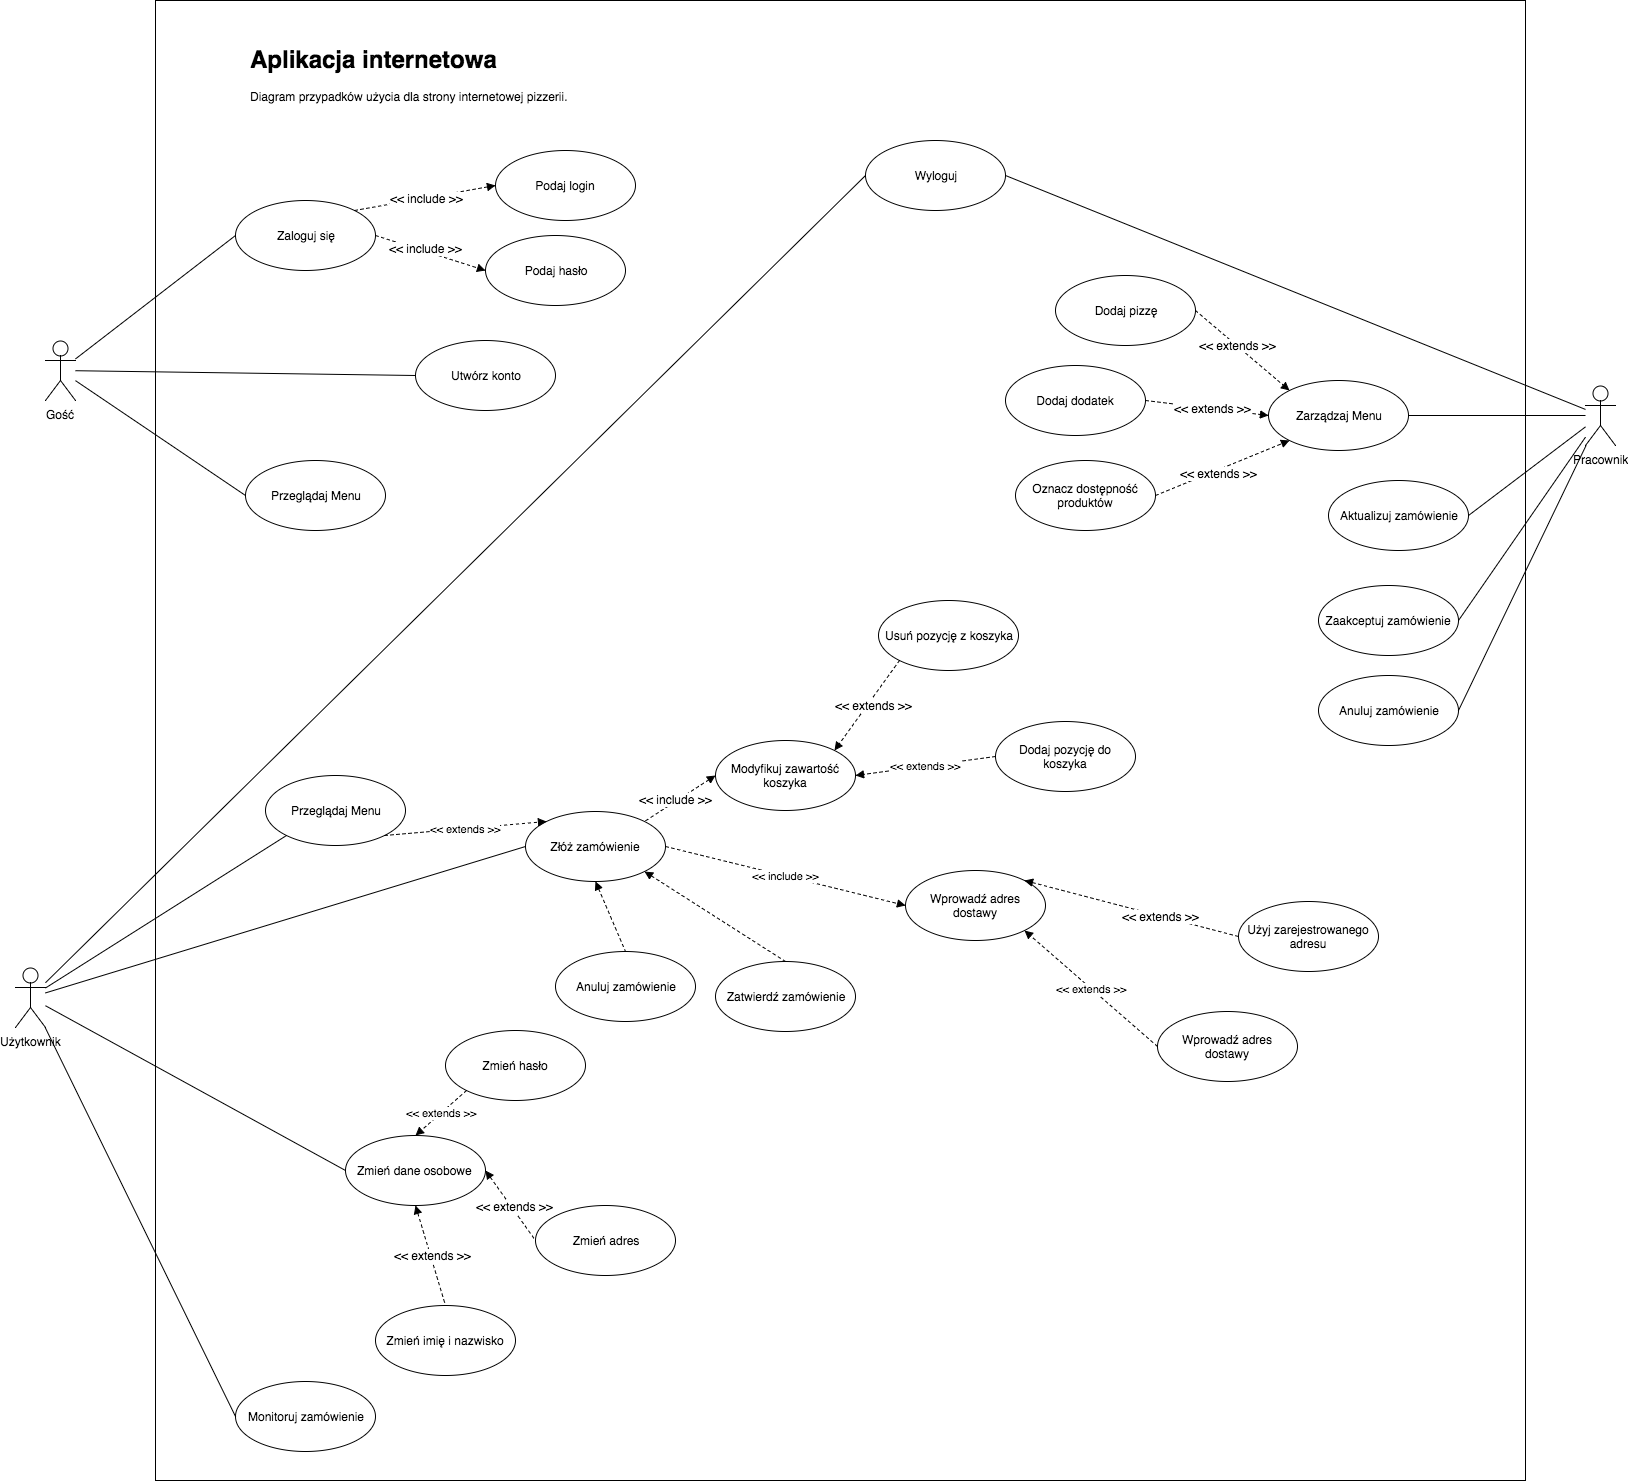 Aplikacja internetowa
Diagram przypadków użycia dla strony internetowej pizzerii.
Podaj login
Wyloguj
<< include >>
Zaloguj się
<< include >>
Podaj hasło
Dodaj pizzę
<< extends >>
Utwórz konto
Dodaj dodatek
<< extends >>
Zarządzaj Menu
Gość
Pracownik
<< extends >>
Przeglądaj Menu
Oznacz dostępność
produktów
Aktualizuj zamówienie
Zaakceptuj zamówienie
Usuń pozycję z koszyka
<< extends >>
Anuluj zamówienie
Dodaj pozycję do
koszyka
<< extends >>
Modyfikuj zawartość
koszyka
<< include >>
Przeglądaj Menu
<< extends >>
Złóż zamówienie
<< include >>
Wprowadź adres
dostawy
<< extends >>
Użyj zarejestrowanego
adresu
Anuluj zamówienie
Zatwierdź zamówienie
<< extends >>
Użytkownik
Wprowadź adres
dostawy
Zmień hasło
<< extends >>
Zmień dane osobowe
<< extends >>
Zmień adres
<< extends >>
Zmień imię i nazwisko
Monitoruj zamówienie